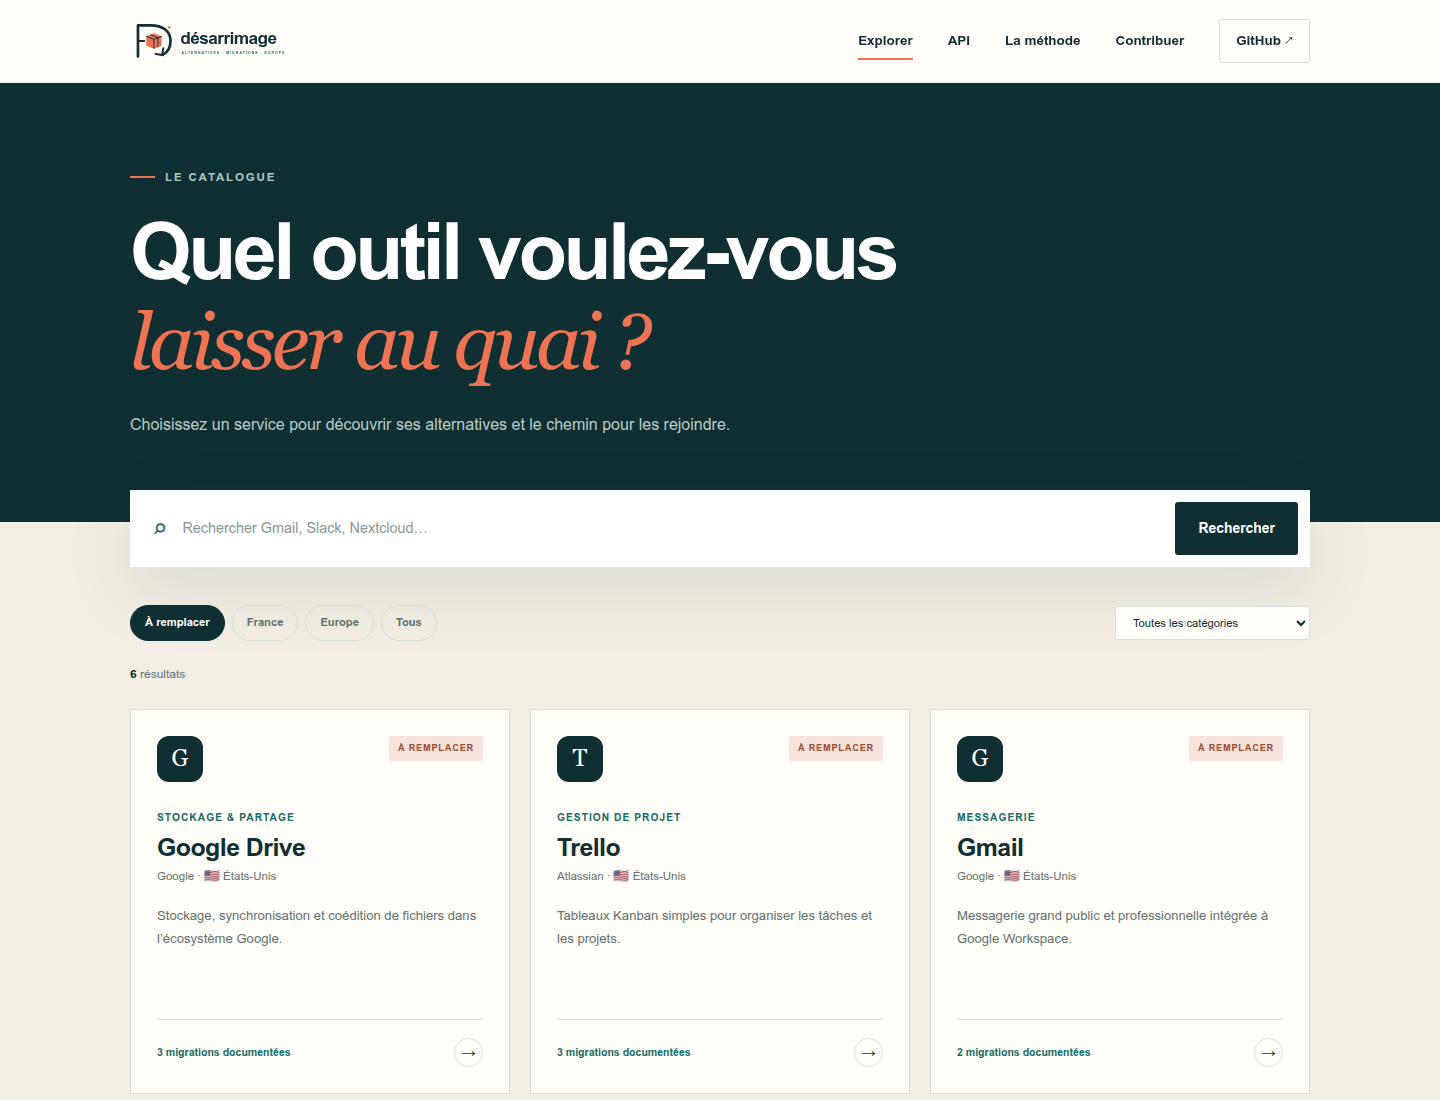 désarrimage
ALTERNATIVES · MIGRATIONS · EUROPE
Explorer
API
La méthode
Contribuer
GitHub ↗
LE CATALOGUE
Quel outil voulez-vous
laisser au quai ?
Choisissez un service pour découvrir ses alternatives et le chemin pour les rejoindre.
Rechercher Gmail, Slack, Nextcloud…
Rechercher
À remplacer
France
Europe
Tous
Toutes les catégories
6 résultats
G
À REMPLACER
STOCKAGE & PARTAGE
Google Drive
Google · 🇺🇸 États-Unis
Stockage, synchronisation et coédition de fichiers dans
l’écosystème Google.
3 migrations documentées
→
T
À REMPLACER
GESTION DE PROJET
Trello
Atlassian · 🇺🇸 États-Unis
Tableaux Kanban simples pour organiser les tâches et
les projets.
3 migrations documentées
→
G
À REMPLACER
MESSAGERIE
Gmail
Google · 🇺🇸 États-Unis
Messagerie grand public et professionnelle intégrée à
Google Workspace.
2 migrations documentées
→